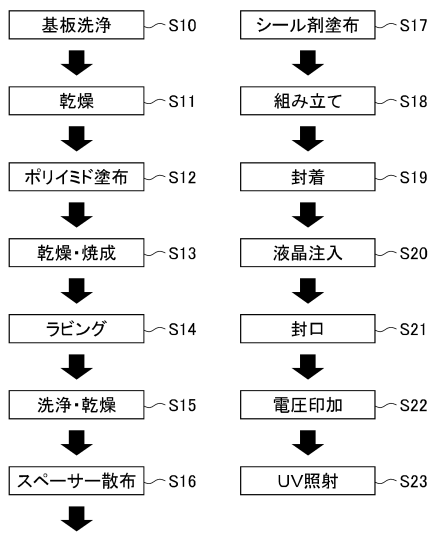 基板洗浄 S10
乾燥 S11
ポリイミド塗布 S12
乾燥・焼成 S13
ラビング S14
洗浄・乾燥 S15
スペーサー散布 S16
シール剤塗布 S17
組み立て S18
封着 S19
液晶注入 S20
封口 S21
電圧印加 S22
UV照射 S23